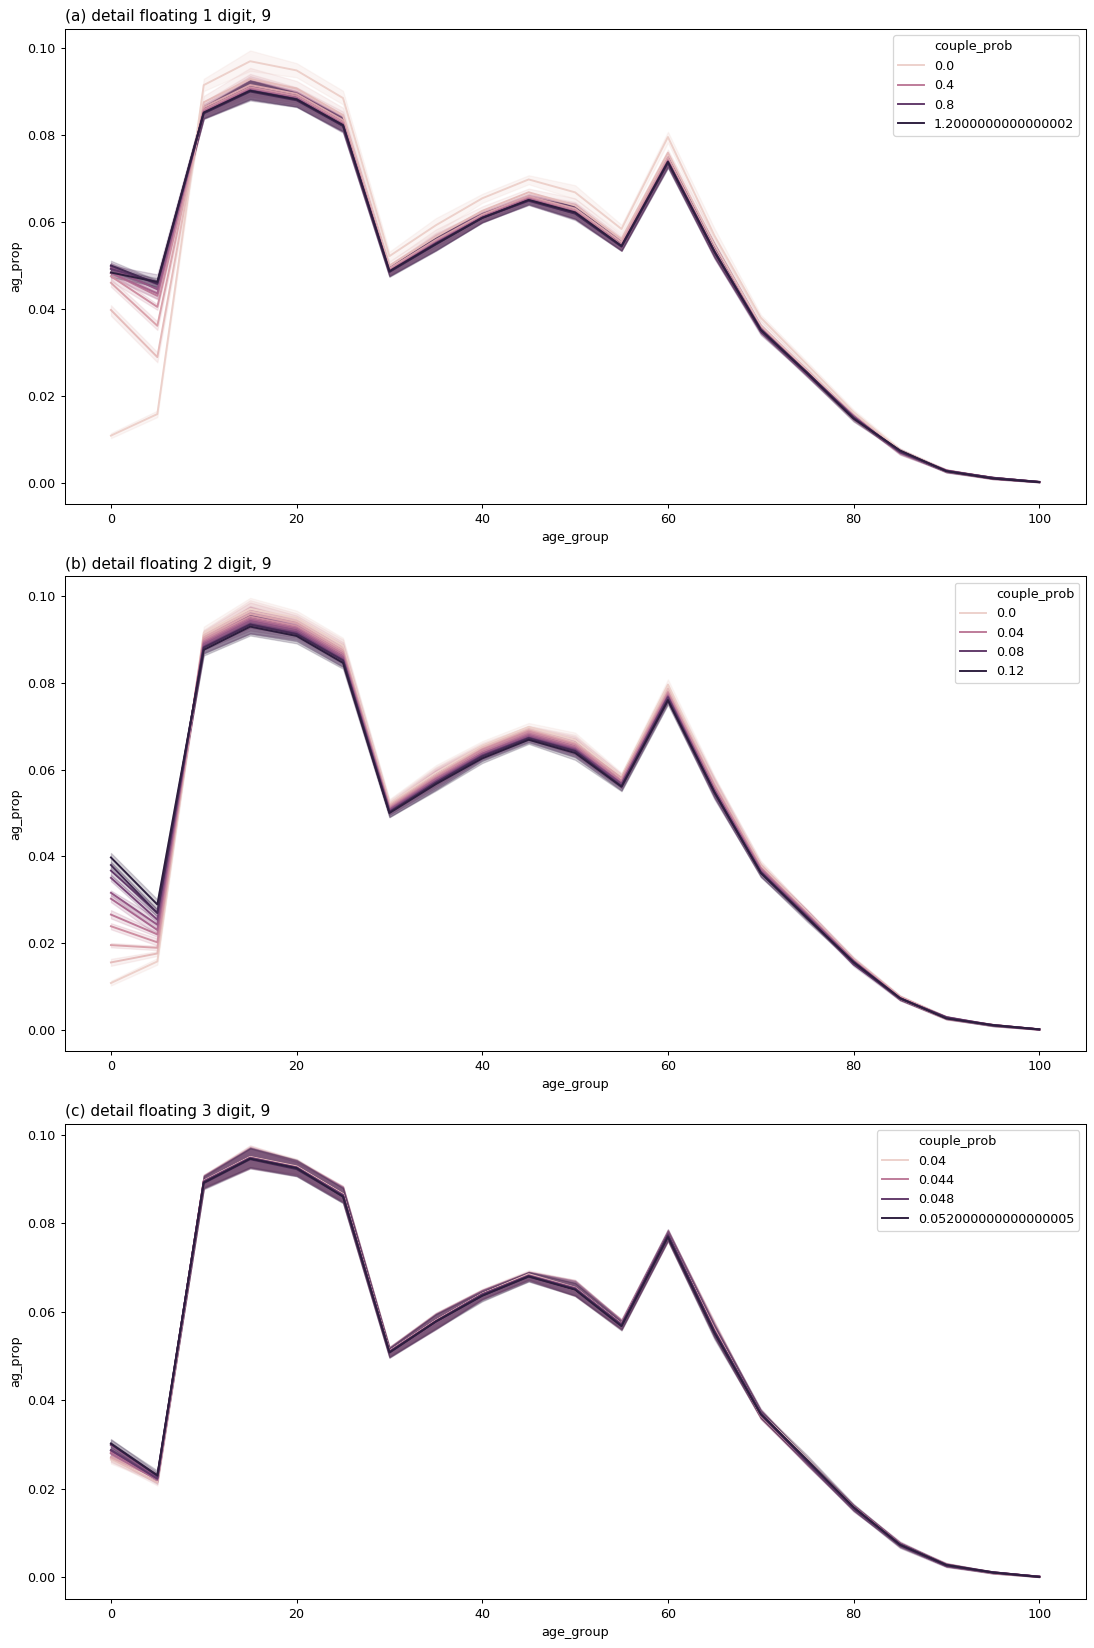 (a) detail floating 1 digit, 9
couple_prob
0.0
0.4
0.8
1.2000000000000002
0.10
0.08
0.06
0.04
0.02
0.00
ag_prop
0 20 40 60 80 100
age_group
(b) detail floating 2 digit, 9
couple_prob
0.0
0.04
0.08
0.12
0.10
0.08
0.06
0.04
0.02
0.00
ag_prop
0 20 40 60 80 100
age_group
(c) detail floating 3 digit, 9
couple_prob
0.04
0.044
0.048
0.052000000000000005
0.10
0.08
0.06
0.04
0.02
0.00
ag_prop
0 20 40 60 80 100
age_group